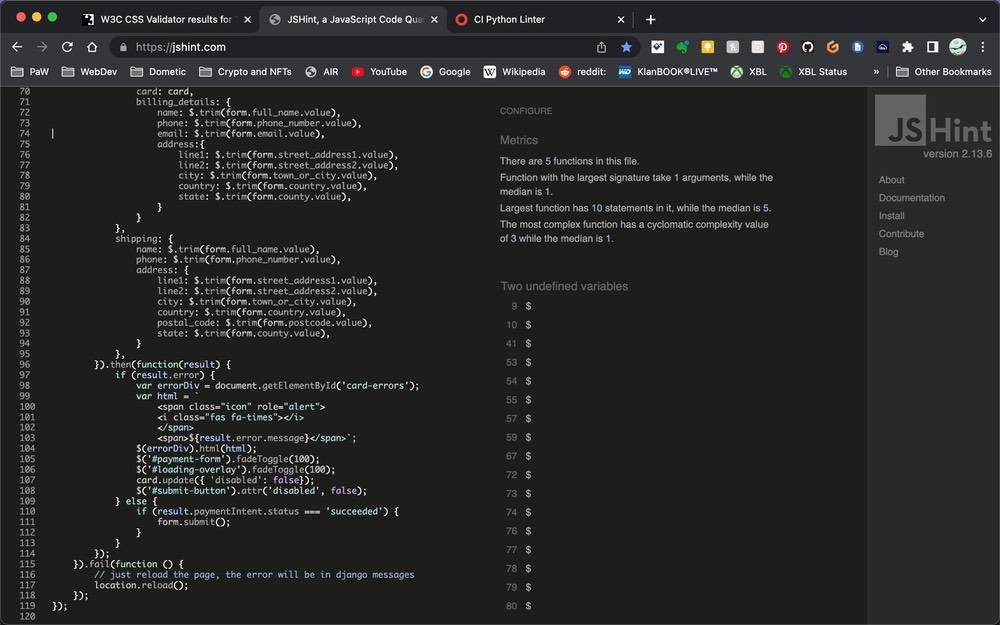 W3C CSS Validator results for
JSHint, a JavaScript Code Qua
CI Python Linter
https://jshint.com
PaW
WebDev
Dometic
Crypto and NFTs
AIR
YouTube
Google
Wikipedia
reddit:
KlanBOOK®LIVE™
XBL
XBL Status
»
Other Bookmarks
70 card: card,
71 billing_details: {
72 name: $.trim(form.full_name.value),
73 phone: $.trim(form.phone_number.value),
74 email: $.trim(form.email.value),
75 address:{
76 line1: $.trim(form.street_address1.value),
77 line2: $.trim(form.street_address2.value),
78 city: $.trim(form.town_or_city.value),
79 country: $.trim(form.country.value),
80 state: $.trim(form.county.value),
81 }
82 }
83 },
84 shipping: {
85 name: $.trim(form.full_name.value),
86 phone: $.trim(form.phone_number.value),
87 address: {
88 line1: $.trim(form.street_address1.value),
89 line2: $.trim(form.street_address2.value),
90 city: $.trim(form.town_or_city.value),
91 country: $.trim(form.country.value),
92 postal_code: $.trim(form.postcode.value),
93 state: $.trim(form.county.value),
94 }
95 },
96 }).then(function(result) {
97 if (result.error) {
98 var errorDiv = document.getElementById('card-errors');
99 var html = `
100 <span class="icon" role="alert">
101 <i class="fas fa-times"></i>
102 </span>
103 <span>${result.error.message}</span>`;
104 $(errorDiv).html(html);
105 $('#payment-form').fadeToggle(100);
106 $('#loading-overlay').fadeToggle(100);
107 card.update({ 'disabled': false});
108 $('#submit-button').attr('disabled', false);
109 } else {
110 if (result.paymentIntent.status === 'succeeded') {
111 form.submit();
112 }
113 }
114 });
115 }).fail(function () {
116 // just reload the page, the error will be in django messages
117 location.reload();
118 });
119 });
120
CONFIGURE
Metrics
There are 5 functions in this file.
Function with the largest signature take 1 arguments, while the
median is 1.
Largest function has 10 statements in it, while the median is 5.
The most complex function has a cyclomatic complexity value
of 3 while the median is 1.
Two undefined variables
9 $
10 $
41 $
53 $
54 $
55 $
57 $
59 $
67 $
72 $
73 $
74 $
76 $
77 $
78 $
79 $
80 $
JSHint
version 2.13.6
About
Documentation
Install
Contribute
Blog